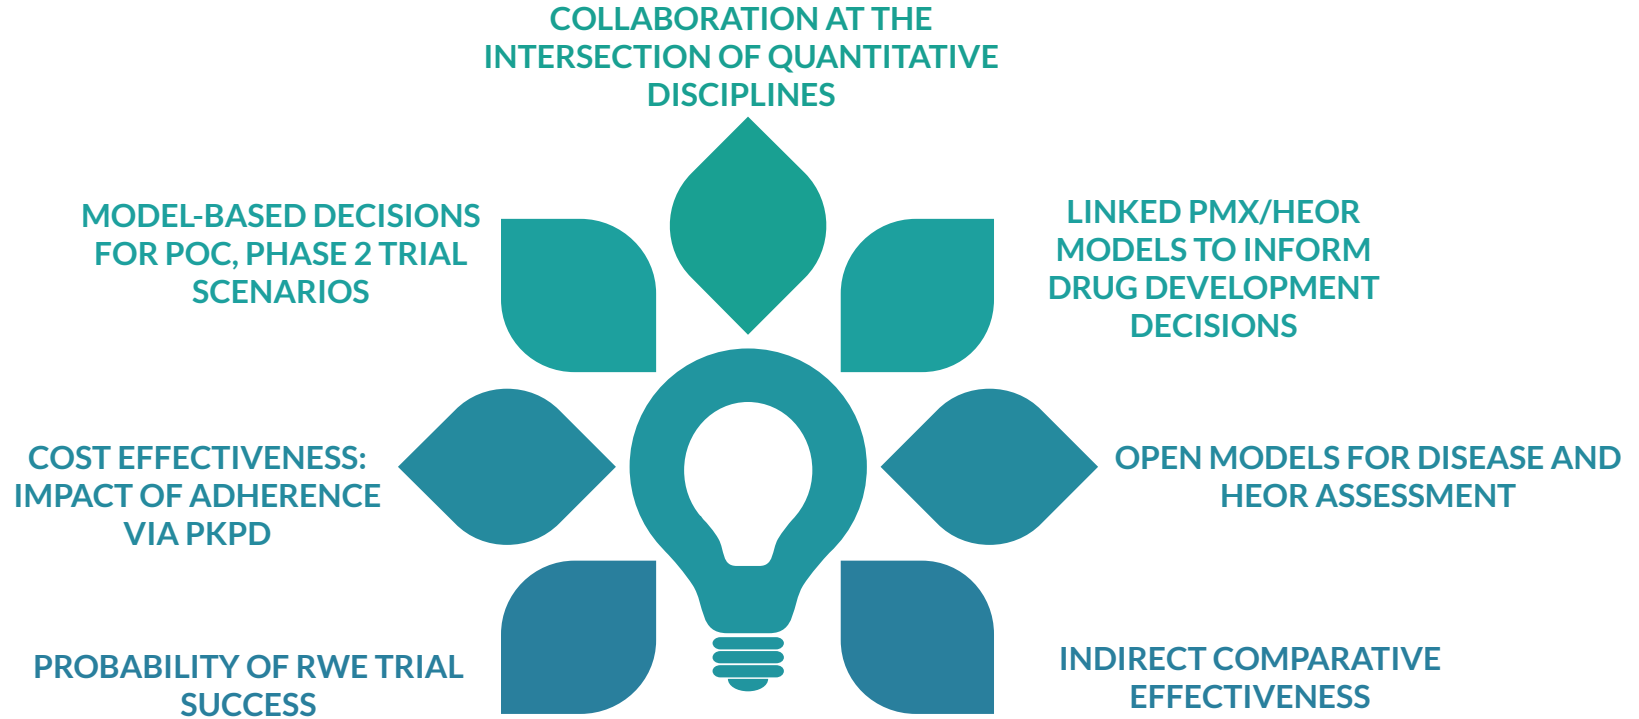 COLLABORATION AT THE
INTERSECTION OF QUANTITATIVE
DISCIPLINES
MODEL-BASED DECISIONS
FOR POC, PHASE 2 TRIAL
SCENARIOS
LINKED PMX/HEOR
MODELS TO INFORM
DRUG DEVELOPMENT
DECISIONS
COST EFFECTIVENESS:
IMPACT OF ADHERENCE
VIA PKPD
OPEN MODELS FOR DISEASE AND
HEOR ASSESSMENT
PROBABILITY OF RWE TRIAL
SUCCESS
INDIRECT COMPARATIVE
EFFECTIVENESS